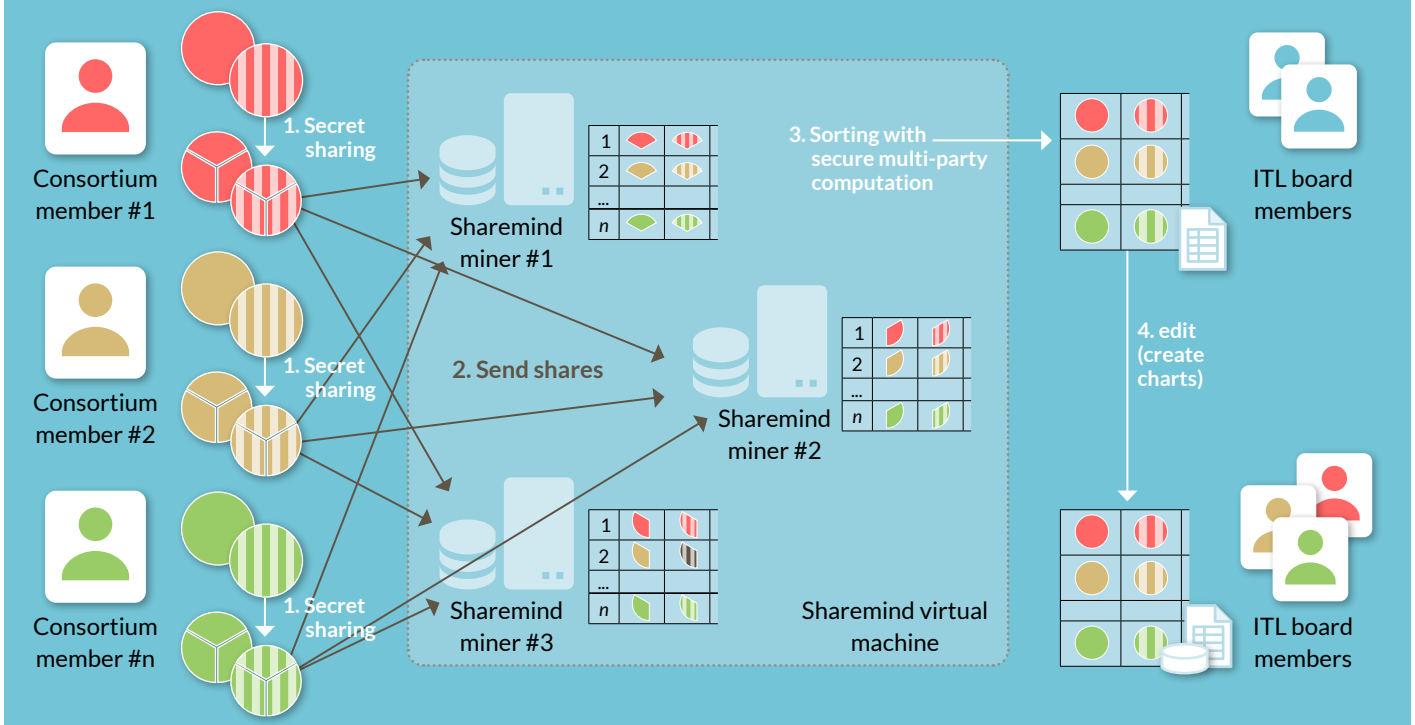 Consortium
member #1
1. Secret
sharing
Consortium
member #2
1. Secret
sharing
Consortium
member #n
1. Secret
sharing
2. Send shares
Sharemind
miner #1
1
2
...
n
Sharemind
miner #2
1
2
...
n
Sharemind
miner #3
1
2
...
n
Sharemind virtual
machine
3. Sorting with
secure multi-party
computation
ITL board
members
4. edit
(create
charts)
ITL board
members